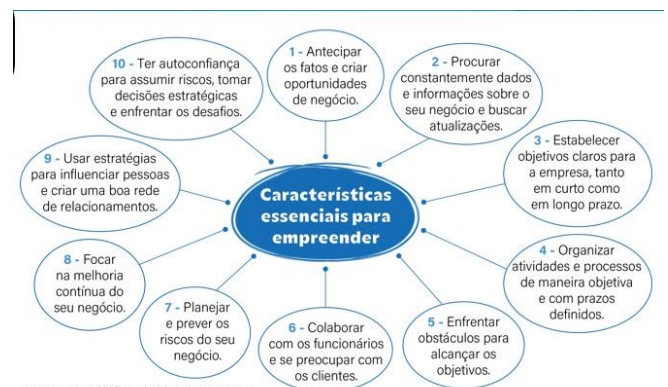 Características
essenciais para
empreender
1 - Antecipar
os fatos e criar
oportunidades
de negócio.
2 - Procurar
constantemente dados
e informações sobre o
seu negócio e buscar
atualizações.
3 - Estabelecer
objetivos claros para
a empresa, tanto
em curto como
em longo prazo.
4 - Organizar
atividades e processos
de maneira objetiva
e com prazos
definidos.
5 - Enfrentar
obstáculos para
alcançar os
objetivos.
6 - Colaborar
com os funcionários
e se preocupar com
os clientes.
7 - Planejar
e prever os
riscos do seu
negócio.
8 - Focar
na melhoria
contínua do
seu negócio.
9 - Usar estratégias
para influenciar pessoas
e criar uma boa rede
de relacionamentos.
10 - Ter autoconfiança
para assumir riscos, tomar
decisões estratégicas
e enfrentar os desafios.